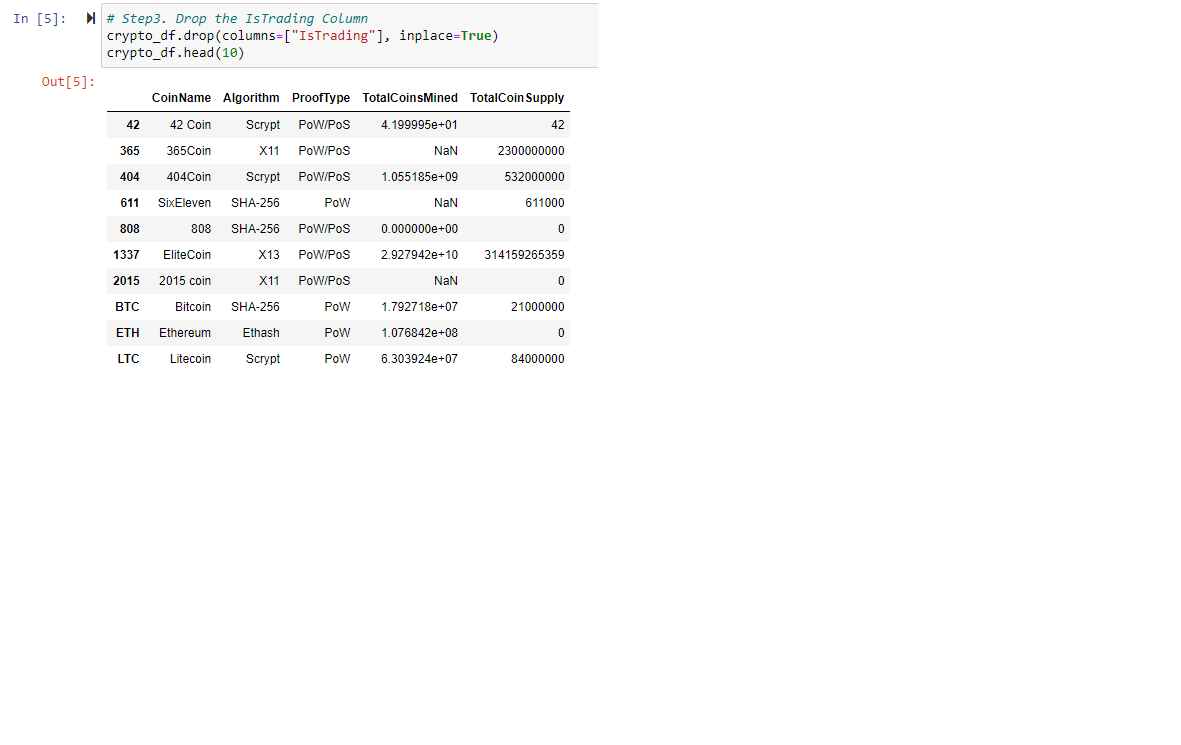 In [5]: # Step3. Drop the IsTrading Column
crypto_df.drop(columns=["IsTrading"], inplace=True)
crypto_df.head(10)
Out[5]:
CoinName Algorithm ProofType TotalCoinsMined TotalCoinSupply
42 42 Coin Scrypt PoW/PoS 4.199995e+01 42
365 365Coin X11 PoW/PoS NaN 2300000000
404 404Coin Scrypt PoW/PoS 1.055185e+09 532000000
611 SixEleven SHA-256 PoW NaN 611000
808 808 SHA-256 PoW/PoS 0.000000e+00 0
1337 EliteCoin X13 PoW/PoS 2.927942e+10 314159265359
2015 2015 coin X11 PoW/PoS NaN 0
BTC Bitcoin SHA-256 PoW 1.792718e+07 21000000
ETH Ethereum Ethash PoW 1.076842e+08 0
LTC Litecoin Scrypt PoW 6.303924e+07 84000000